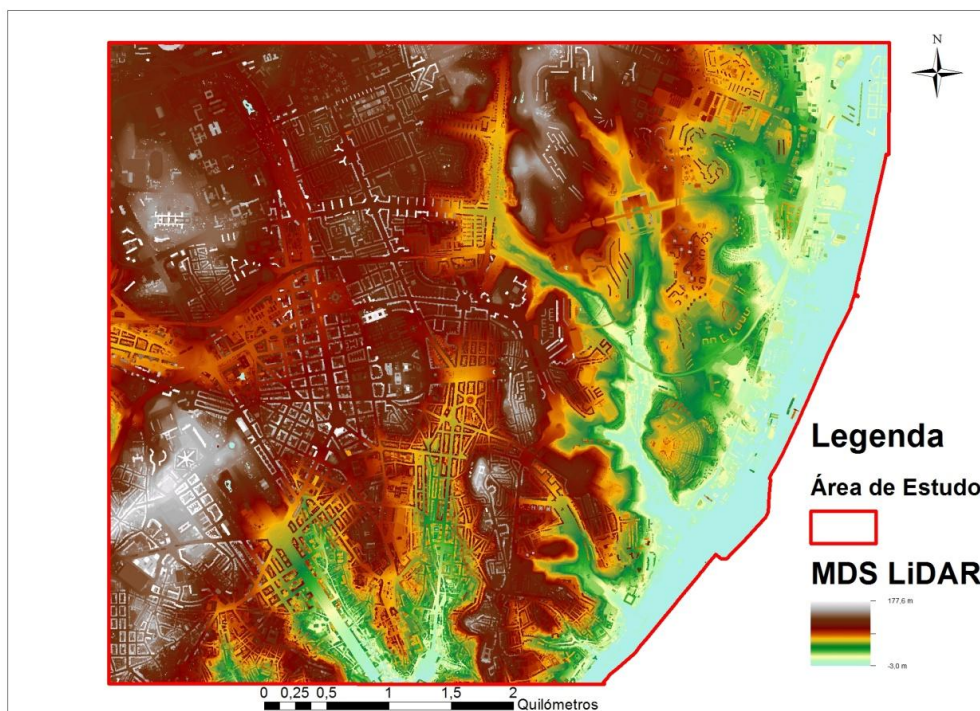 N
Legenda
Área de Estudo
MDS LiDAR
177,6 m
-3,0 m
0 0,25 0,5 1 1,5 2
Quilómetros